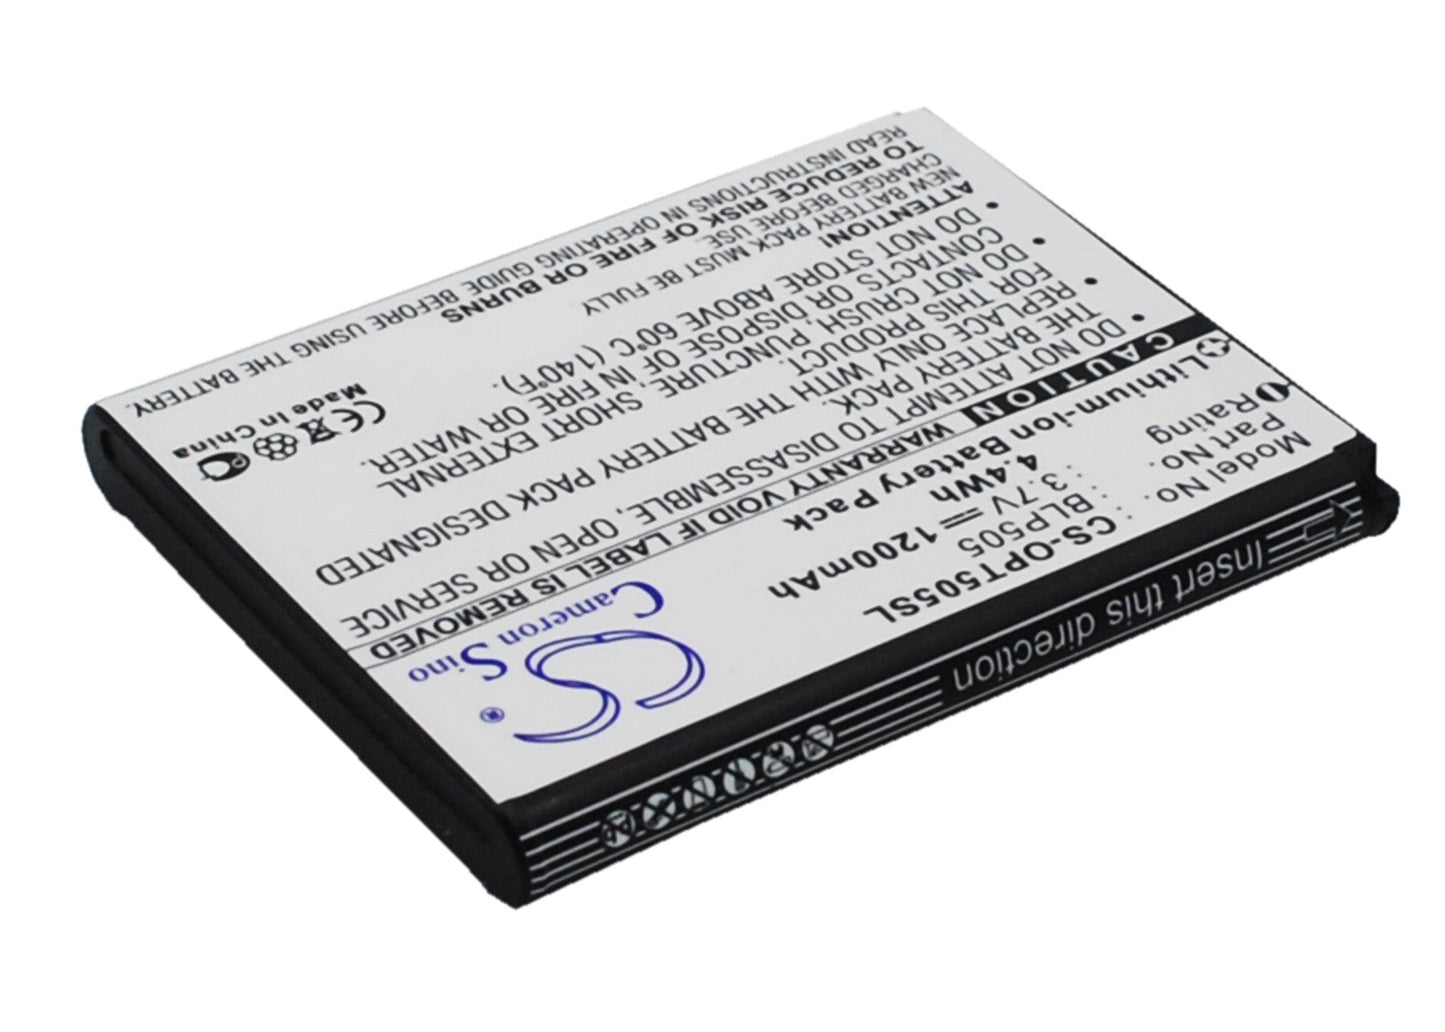 Insert this direction
CS
Cameron Sino
®
Model No. : CS-OPT505SL
Part No. : BLP505
Rating : 3.7V 1200mAh
4.4Wh
Lithium-ion Battery Pack
CAUTION WARRANTY VOID IF LABEL IS REMOVED
• DO NOT ATTEMPT TO DISASSEMBLE, OPEN OR SERVICE
THE BATTERY PACK.
• REPLACE ONLY WITH THE BATTERY PACK DESIGNATED
FOR THIS PRODUCT.
• DO NOT CRUSH, PUNCTURE, SHORT EXTERNAL
CONTACTS OR DISPOSE OF IN FIRE OR WATER.
• DO NOT STORE ABOVE 60°C (140°F).
ATTENTION!
NEW BATTERY PACK MUST BE FULLY
CHARGED BEFORE USE.
TO REDUCE RISK OF FIRE OR BURNS
READ INSTRUCTIONS IN OPERATING GUIDE BEFORE USING THE BATTERY.
CE
Made in China